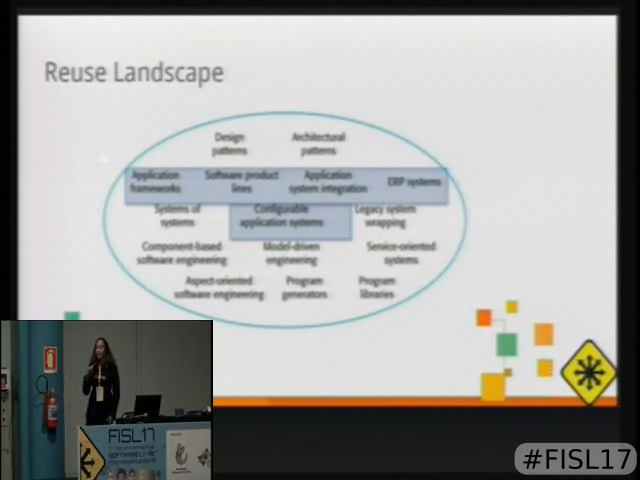 Reuse Landscape
Design patterns
Architectural patterns
Application frameworks
Software product lines
Application system integration
ERP systems
Systems of systems
Configurable application systems
Legacy system wrapping
Component-based software engineering
Model-driven engineering
Service-oriented systems
Aspect-oriented software engineering
Program generators
Program libraries
FISL17
#FISL17